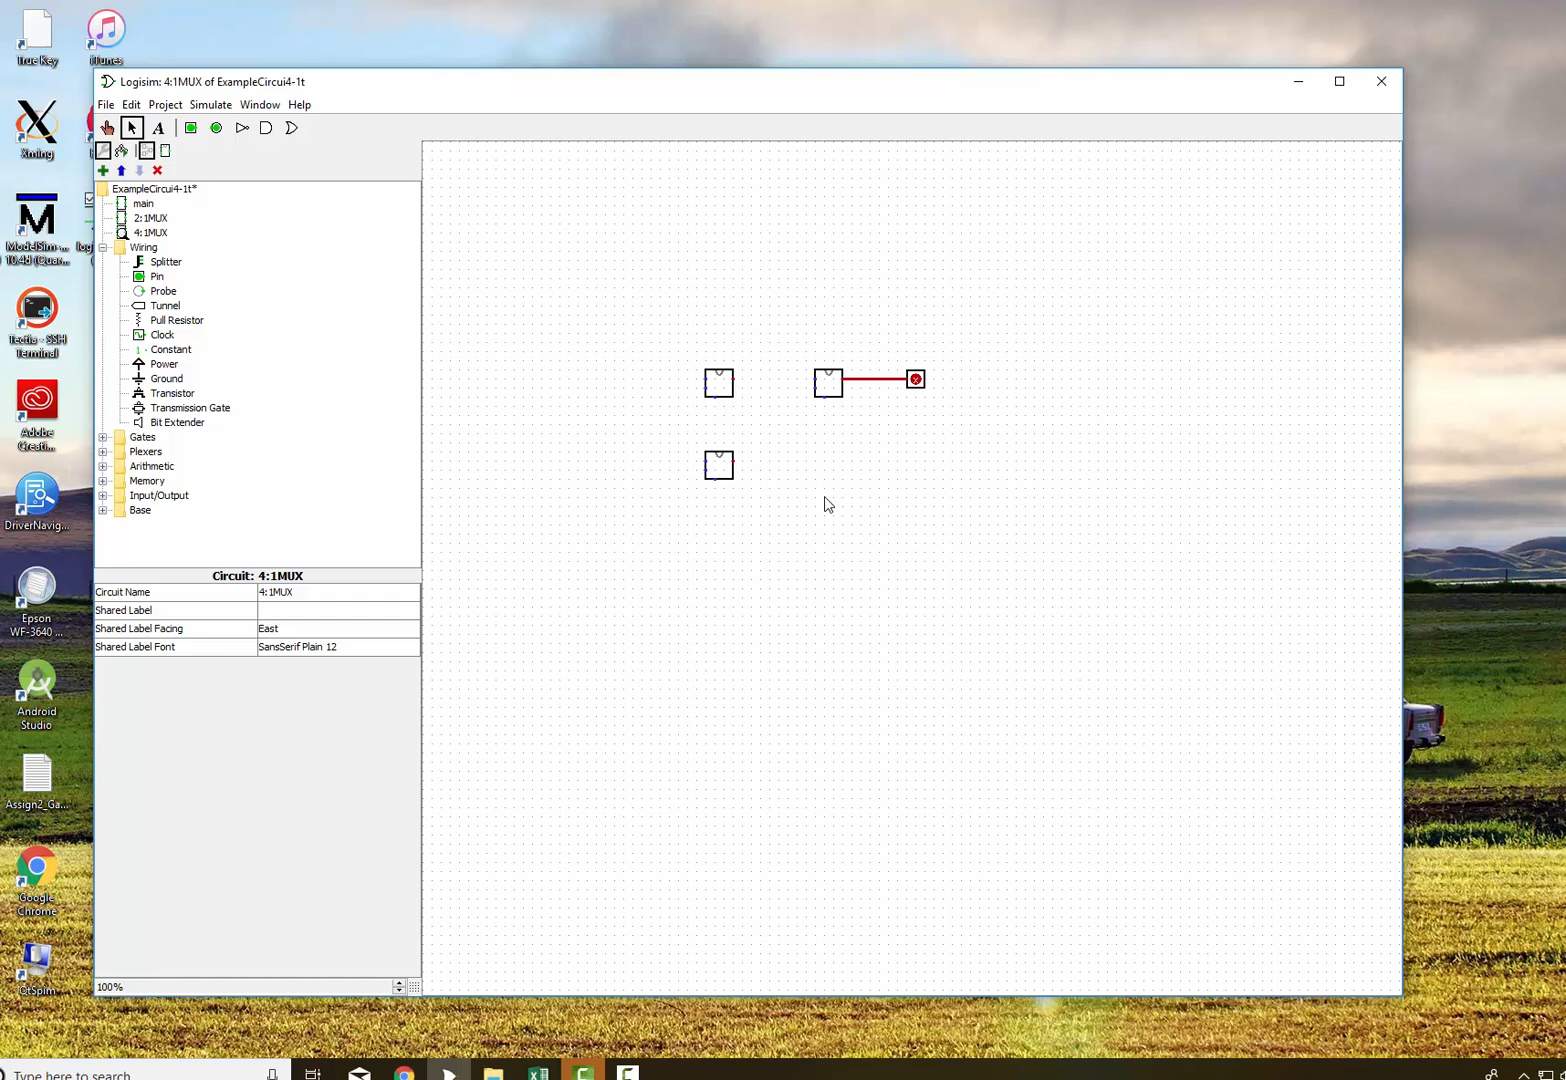 True Key
iTunes
Logisim: 4:1MUX of ExampleCircui4-1t
File Edit Project Simulate Window Help
A
Xming
ExampleCircui4-1t*
main
2:1MUX
4:1MUX
Wiring
Splitter
Pin
Probe
Tunnel
Pull Resistor
Clock
1 Constant
Power
Ground
Transistor
Transmission Gate
Bit Extender
Gates
Plexers
Arithmetic
Memory
Input/Output
Base
M
ModelSim-...
10.4d (Quar...
Tectia - SSH
Terminal
Adobe
Creati...
DriverNavig...
Epson
WF-3640 ...
Android
Studio
Assign2_Ga...
Google
Chrome
QtSpim
x
Circuit: 4:1MUX
Circuit Name 4:1MUX
Shared Label
Shared Label Facing East
Shared Label Font SansSerif Plain 12
100%
Type here to search